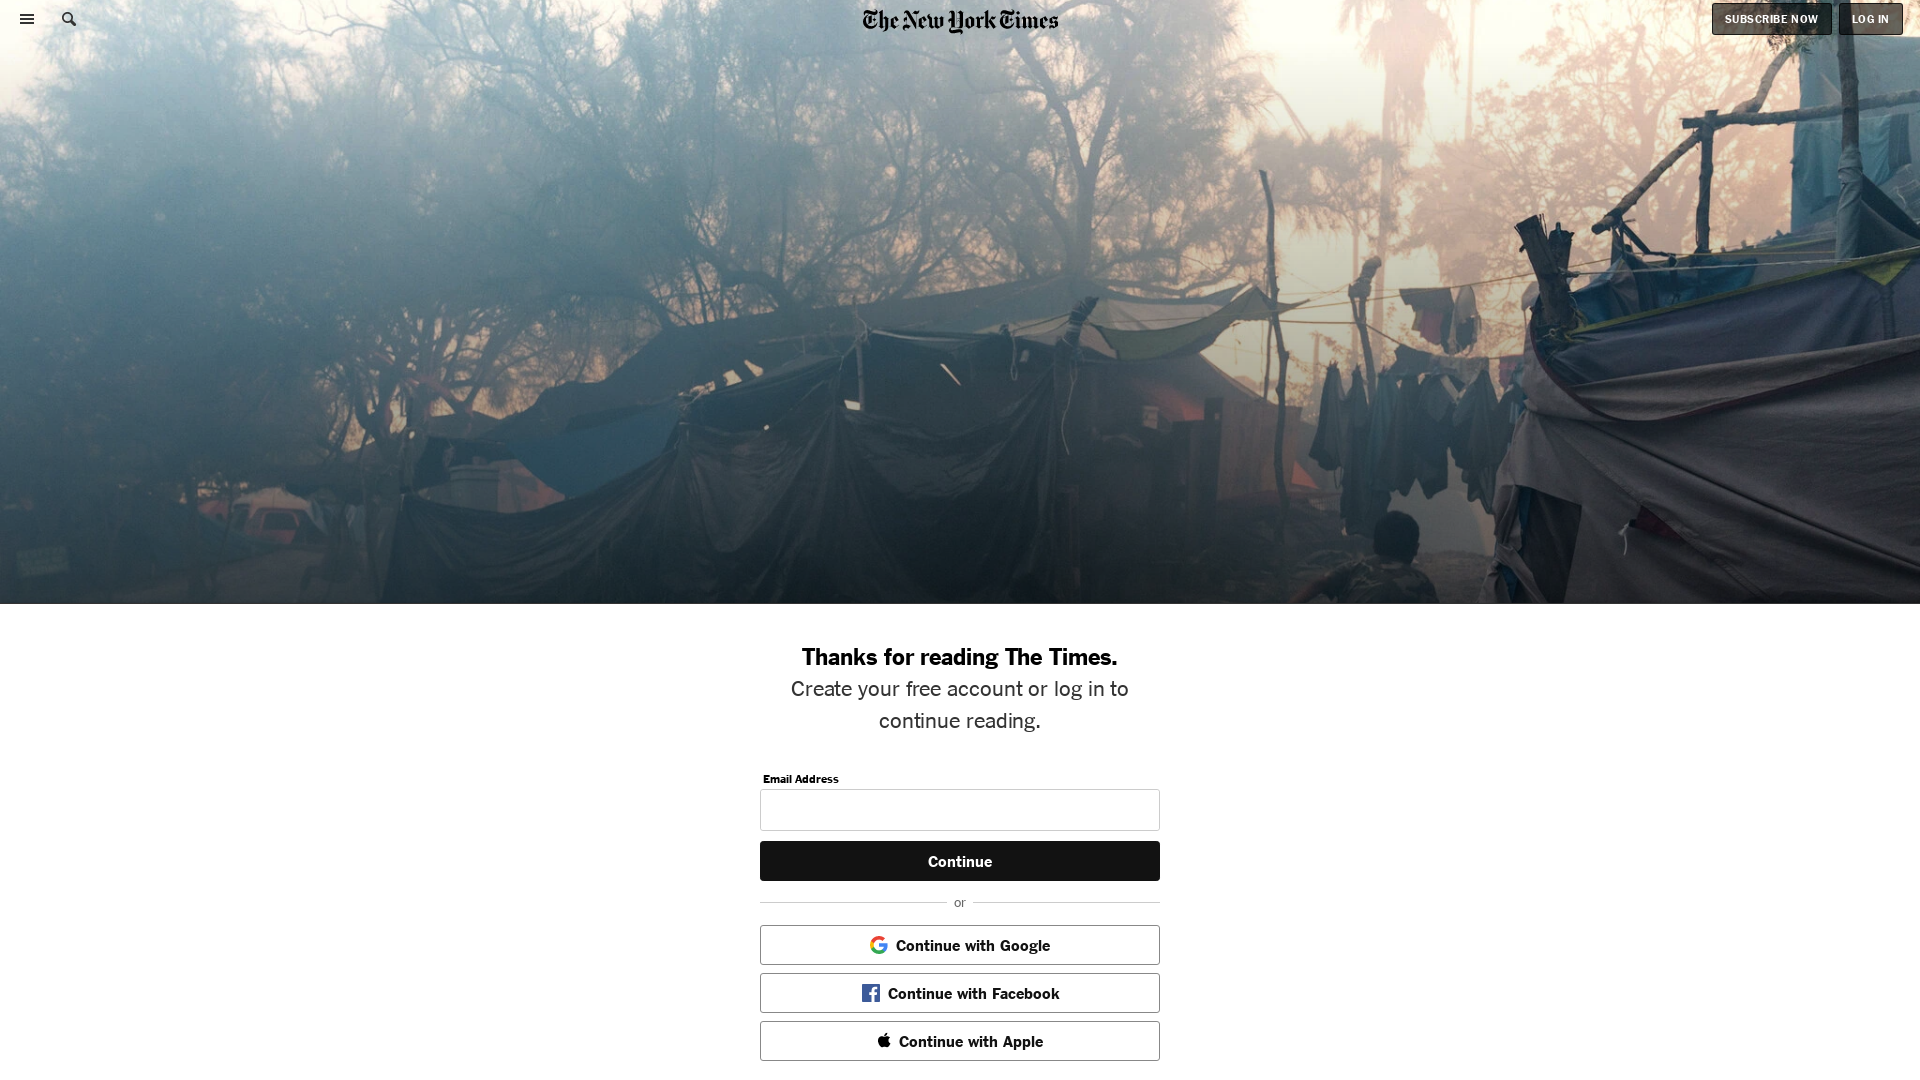 The New York Times
SUBSCRIBE NOW
LOG IN
Thanks for reading The Times.
Create your free account or log in to
continue reading.
Email Address
Continue
or
Continue with Google
Continue with Facebook
Continue with Apple